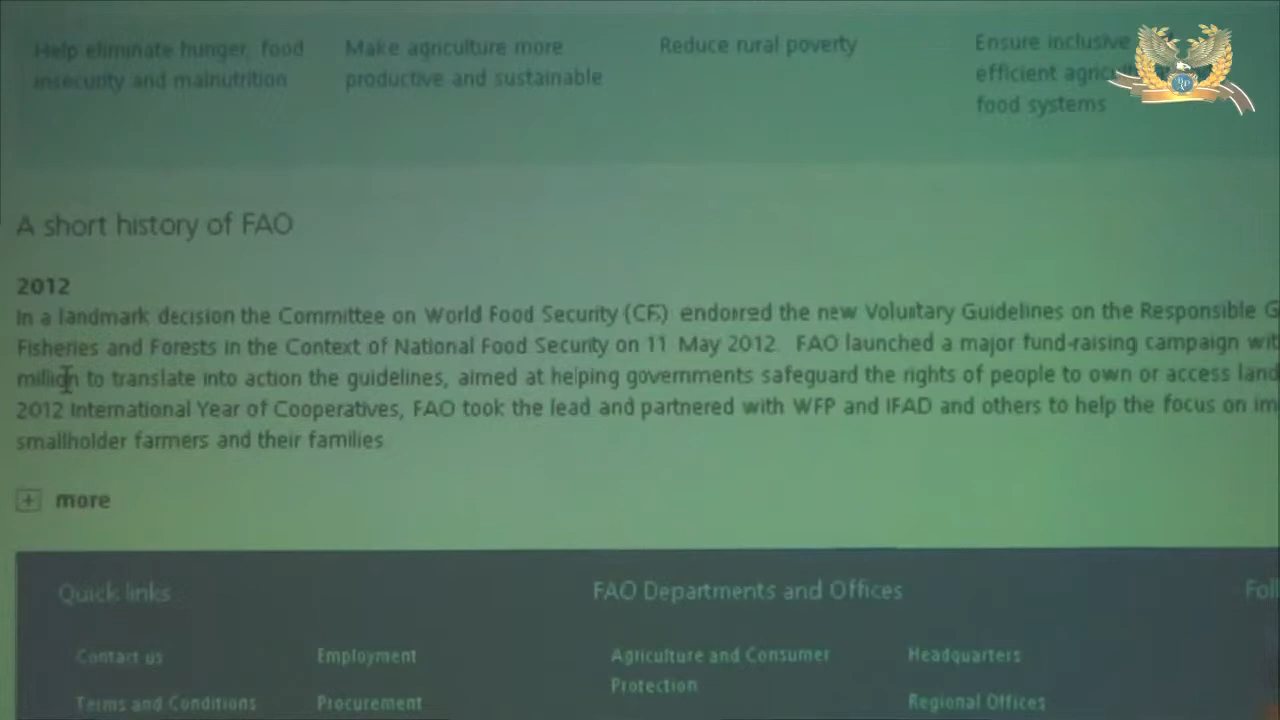 Help eliminate hunger, food
insecurity and malnutrition
Make agriculture more
productive and sustainable
Reduce rural poverty
Ensure inclusive
efficient
food systems
A short history of FAO
2012
In a landmark decision the Committee on World Food Security (CFS) endorsed the new Voluntary Guidelines on the Responsible G
Fisheries and Forests in the Context of National Food Security on 11 May 2012. FAO launched a major fund-raising campaign wit
million to translate into action the guidelines, aimed at helping governments safeguard the rights of people to own or access land
2012 International Year of Cooperatives, FAO took the lead and partnered with WFP and IFAD and others to help the focus on im
smallholder farmers and their families
+ more
Quick links
FAO Departments and Offices
Foll
Contact us
Employment
Agriculture and Consumer
Protection
Headquarters
Terms and Conditions
Procurement
Regional Offices